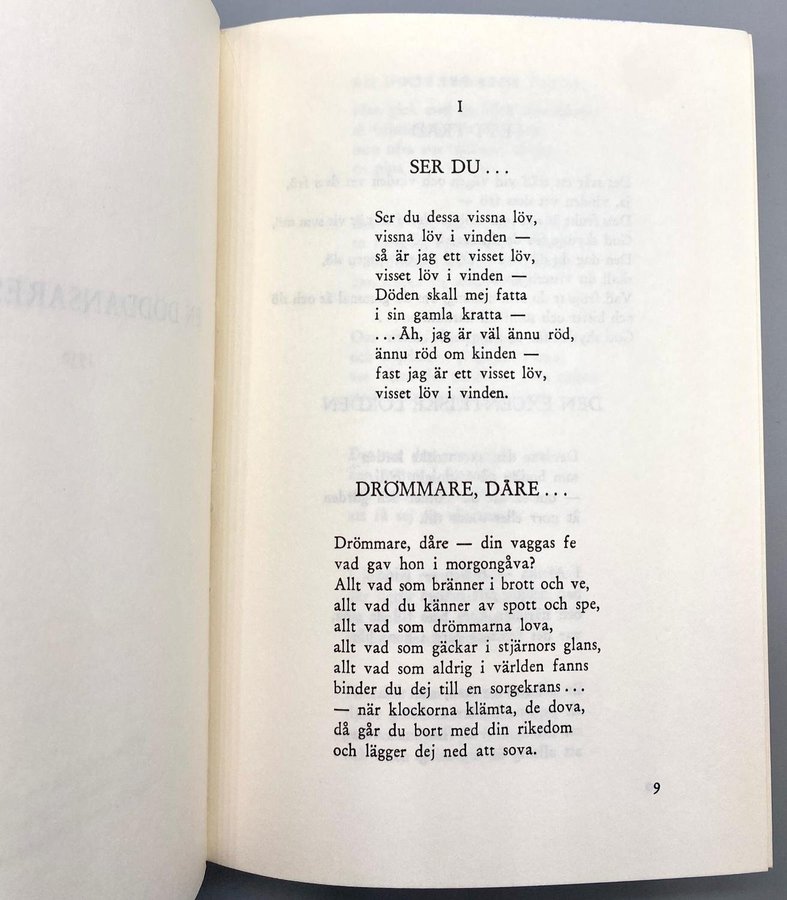 I
SER DU...
Ser du dessa vissna löv,
vissna löv i vinden —
så är jag ett visset löv,
visset löv i vinden —
Döden skall mej fatta
i sin gamla kratta —
...Åh, jag är väl ännu röd,
ännu röd om kinden —
fast jag är ett visset löv,
visset löv i vinden.
DRÖMMARE, DÅRE...
Drömmare, dåre — din vaggas fe
vad gav hon i morgongåva?
Allt vad som bränner i brott och ve,
allt vad du känner av spott och spe,
allt vad som drömmarna lova,
allt vad som gäckar i stjärnors glans,
allt vad som aldrig i världen fanns
binder du dej till en sorgekrans...
— när klockorna klämta, de dova,
då går du bort med din rikedom
och lägger dej ned att sova.
9